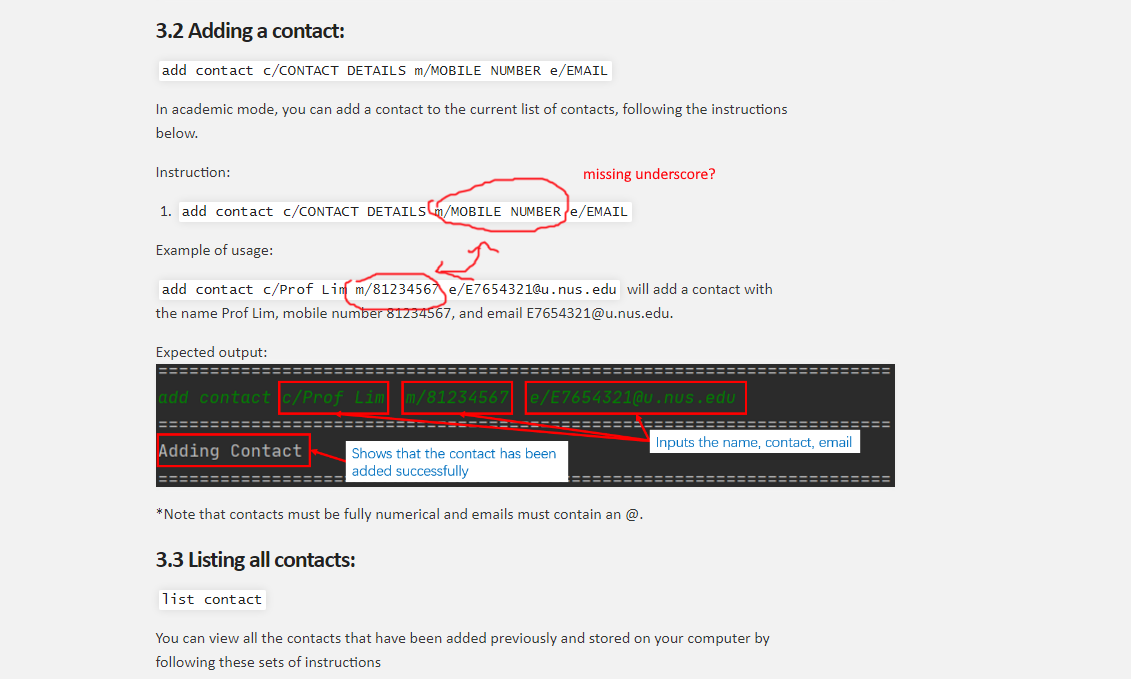 3.2 Adding a contact:
add contact c/CONTACT DETAILS m/MOBILE NUMBER e/EMAIL
In academic mode, you can add a contact to the current list of contacts, following the instructions
below.
Instruction:
missing underscore?
1. add contact c/CONTACT DETAILS m/MOBILE NUMBER e/EMAIL
Example of usage:
add contact c/Prof Lim m/81234567 e/E7654321@u.nus.edu will add a contact with
the name Prof Lim, mobile number 81234567, and email E7654321@u.nus.edu.
Expected output:
add contact c/Prof Lim m/81234567 e/E7654321@u.nus.edu
Inputs the name, contact, email
Adding Contact
Shows that the contact has been
added successfully
*Note that contacts must be fully numerical and emails must contain an @.
3.3 Listing all contacts:
list contact
You can view all the contacts that have been added previously and stored on your computer by
following these sets of instructions